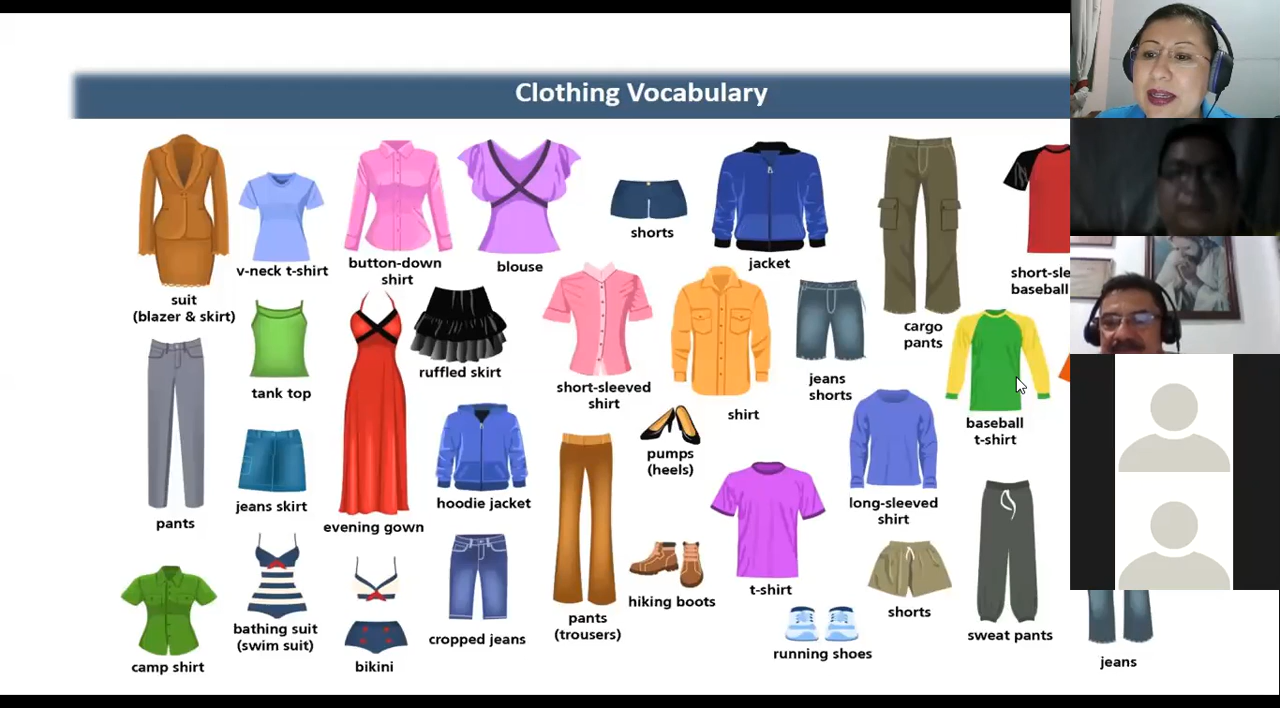 Clothing Vocabulary
suit
(blazer & skirt)
v-neck t-shirt
button-down
shirt
blouse
shorts
jacket
cargo
pants
baseball
tank top
ruffled skirt
short-sleeved
shirt
shirt
jeans
shorts
baseball
t-shirt
pants
jeans skirt
evening gown
hoodie jacket
pumps
(heels)
long-sleeved
shirt
camp shirt
bathing suit
(swim suit)
bikini
cropped jeans
pants
(trousers)
hiking boots
t-shirt
running shoes
shorts
sweat pants
jeans